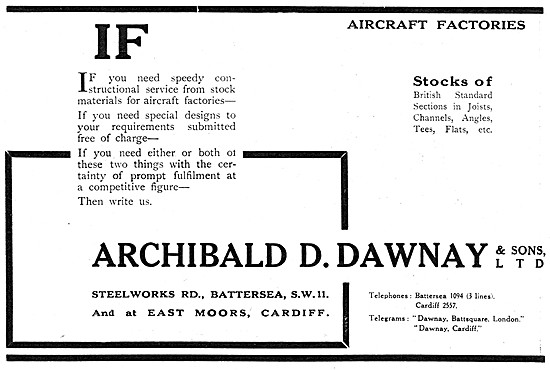 IF
AIRCRAFT FACTORIES
IF you need speedy con-
structional service from stock
materials for aircraft factories—
If you need special designs to
your requirements submitted
free of charge—
If you need either or both of
these two things with the cer-
tainty of prompt fulfilment at
a competitive figure—
Then write us.
Stocks of
British Standard
Sections in Joists,
Channels, Angles,
Tees, Flats, etc.
ARCHIBALD D. DAWNAY & SONS,
LTD
STEELWORKS RD., BATTERSEA, S.W.11.
And at EAST MOORS, CARDIFF.
Telephones: Battersea 1094 (3 lines).
Cardiff 2557.
Telegrams: "Dawnay, Battsquare, London."
"Dawnay, Cardiff."